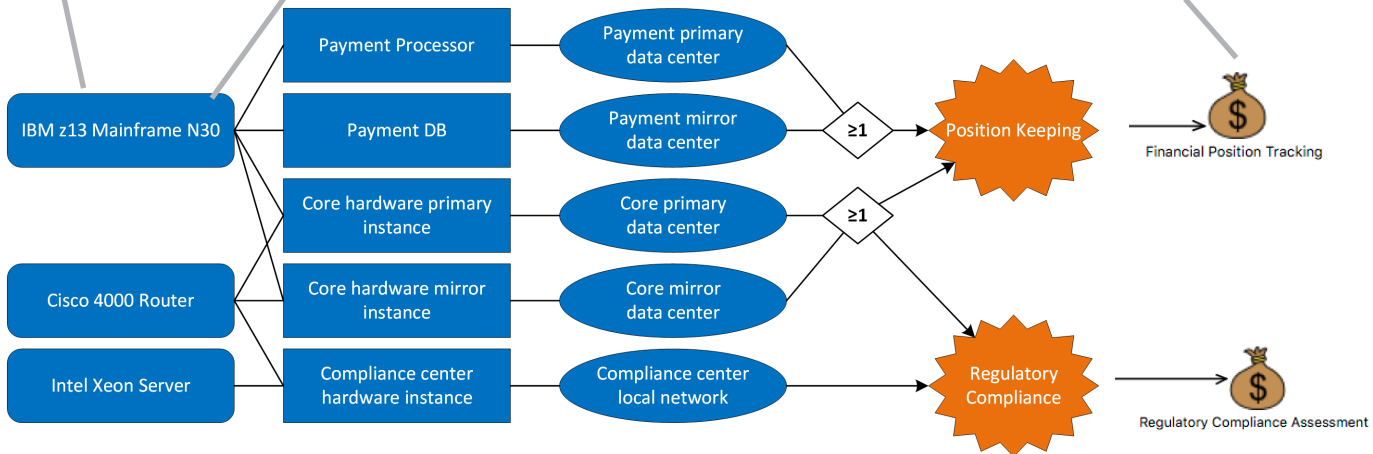 Payment Processor
Payment primary
data center
IBM z13 Mainframe N30
Payment DB
Payment mirror
data center
≥1
Position Keeping
$
Financial Position Tracking
Core hardware primary
instance
Core primary
data center
≥1
Cisco 4000 Router
Core hardware mirror
instance
Core mirror
data center
Intel Xeon Server
Compliance center
hardware instance
Compliance center
local network
Regulatory
Compliance
$
Regulatory Compliance Assessment